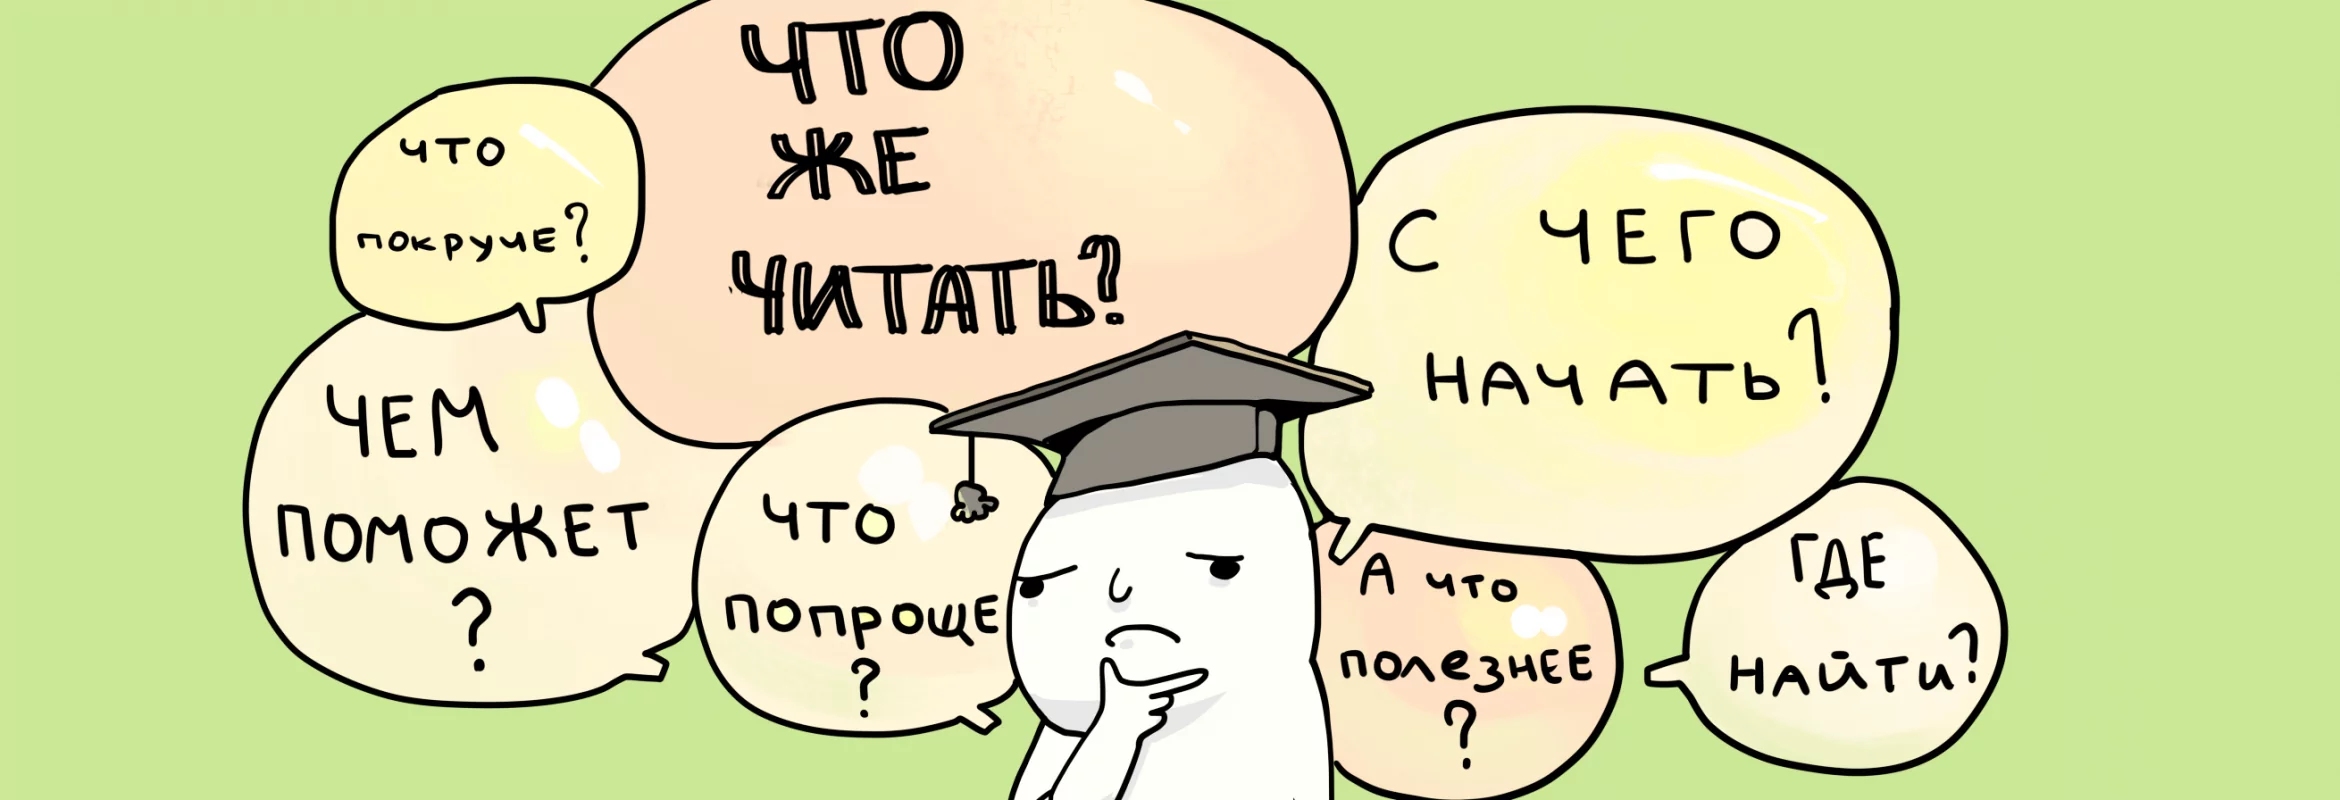 ЧТО
ЖЕ
ЧИТАТЬ?
что
покруче?
С ЧЕГО
НАЧАТЬ?
ЧЕМ
ПОМОЖЕТ
?
ЧТО
ПОПРОЩЕ
?
А что
полезнее
?
ГДЕ
НАЙТИ?